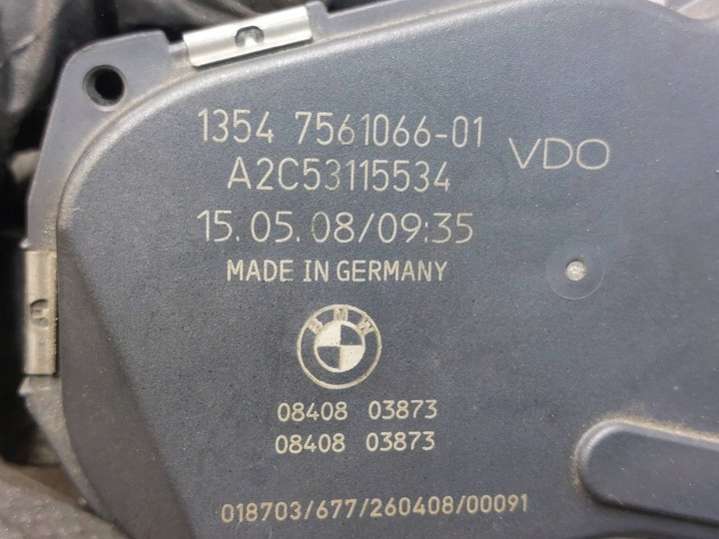 1354 7561066-01
VDO
A2C53115534
15.05.08/09:35
MADE IN GERMANY
BMW
08408 03873
08408 03873
018703/677/260408/00091